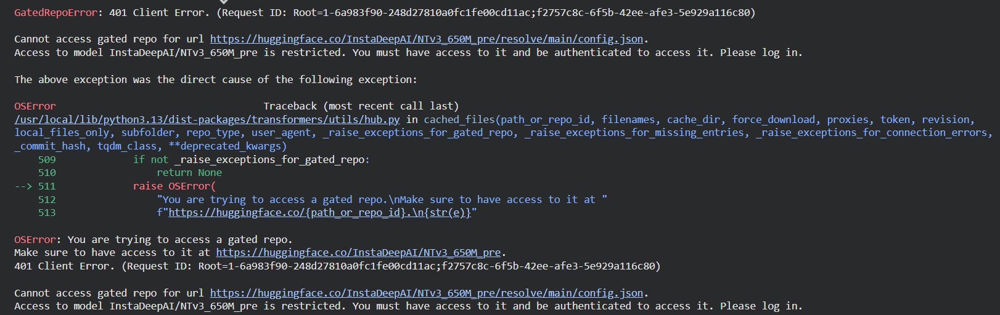 GatedRepoError: 401 Client Error. (Request ID: Root=1-6a983f90-248d27810a0fc1fe00cd11ac;f2757c8c-6f5b-42ee-afe3-5e929a116c80)
Cannot access gated repo for url https://huggingface.co/InstaDeepAI/NTv3_650M_pre/resolve/main/config.json.
Access to model InstaDeepAI/NTv3_650M_pre is restricted. You must have access to it and be authenticated to access it. Please log in.
The above exception was the direct cause of the following exception:
OSError Traceback (most recent call last)
/usr/local/lib/python3.13/dist-packages/transformers/utils/hub.py in cached_files(path_or_repo_id, filenames, cache_dir, force_download, proxies, token, revision,
local_files_only, subfolder, repo_type, user_agent, _raise_exceptions_for_gated_repo, _raise_exceptions_for_missing_entries, _raise_exceptions_for_connection_errors,
_commit_hash, tqdm_class, **deprecated_kwargs)
509 if not _raise_exceptions_for_gated_repo:
510 return None
--> 511 raise OSError(
512 "You are trying to access a gated repo.\nMake sure to have access to it at "
513 f"https://huggingface.co/{path_or_repo_id}.\n{str(e)}"
OSError: You are trying to access a gated repo.
Make sure to have access to it at https://huggingface.co/InstaDeepAI/NTv3_650M_pre.
401 Client Error. (Request ID: Root=1-6a983f90-248d27810a0fc1fe00cd11ac;f2757c8c-6f5b-42ee-afe3-5e929a116c80)
Cannot access gated repo for url https://huggingface.co/InstaDeepAI/NTv3_650M_pre/resolve/main/config.json.
Access to model InstaDeepAI/NTv3_650M_pre is restricted. You must have access to it and be authenticated to access it. Please log in.